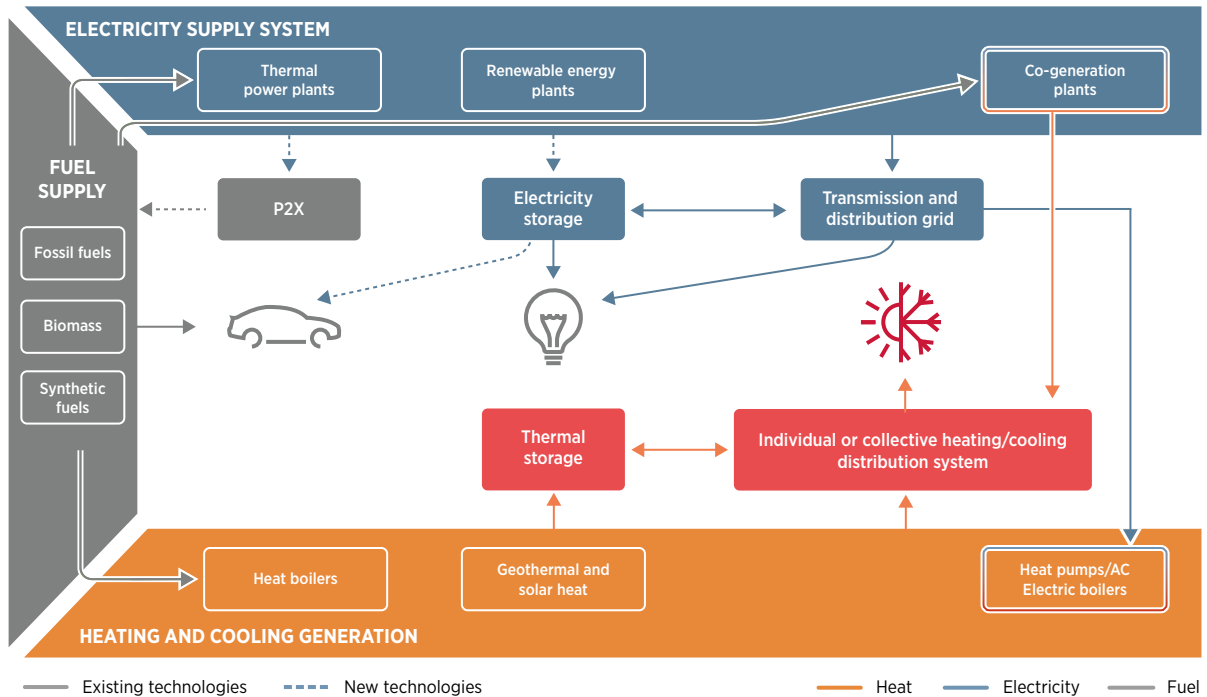 ELECTRICITY SUPPLY SYSTEM
Thermal
power plants
Renewable energy
plants
Co-generation
plants
FUEL
SUPPLY
Fossil fuels
Biomass
Synthetic
fuels
P2X
Electricity
storage
Transmission and
distribution grid
Thermal
storage
Individual or collective heating/cooling
distribution system
Heat boilers
Geothermal and
solar heat
Heat pumps/AC
Electric boilers
HEATING AND COOLING GENERATION
Existing technologies
New technologies
Heat
Electricity
Fuel